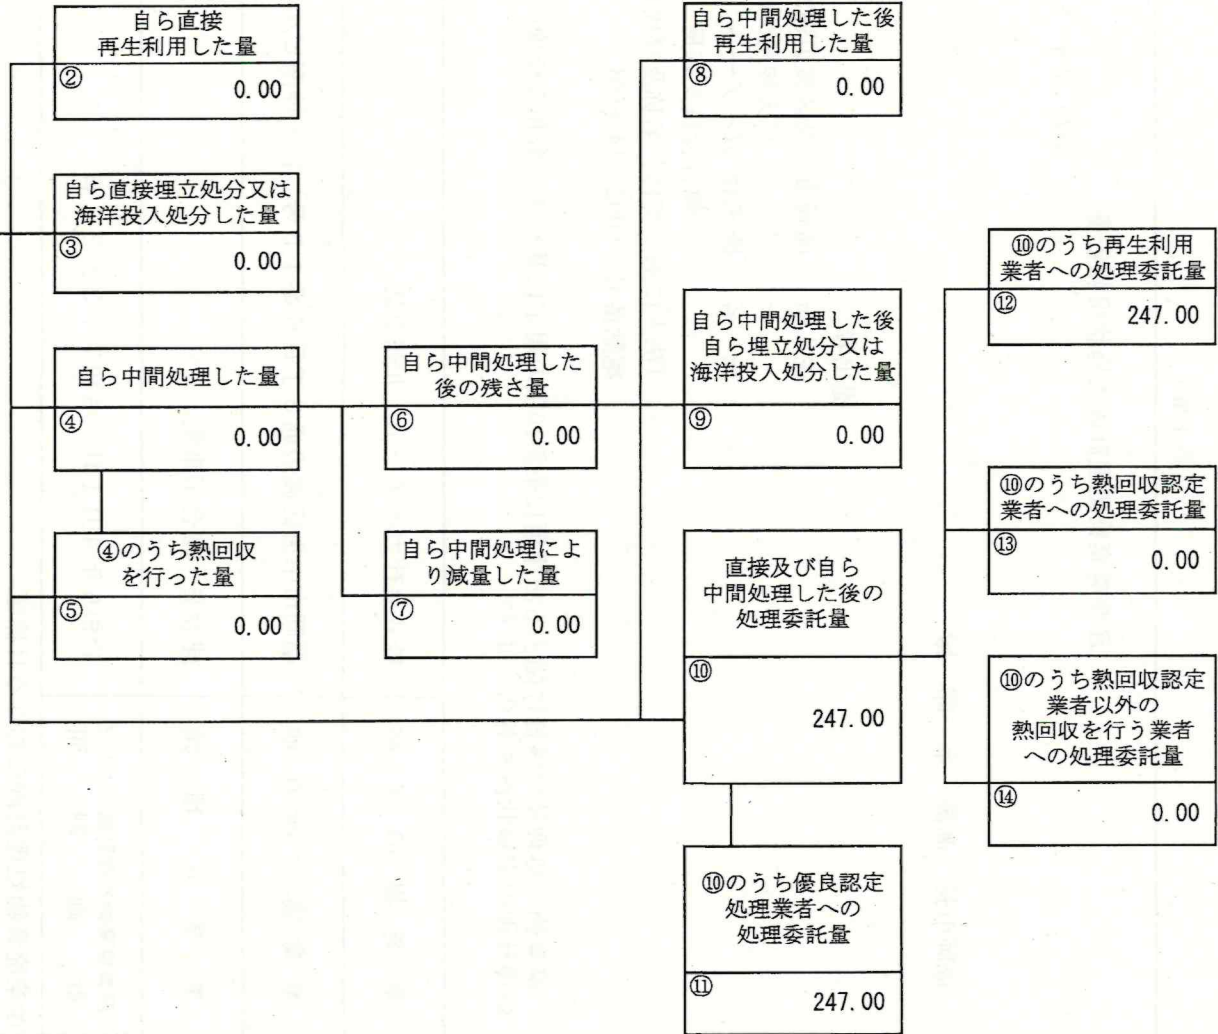 自ら直接
再生利用した量
②
0.00
自ら直接埋立処分又は
海洋投入処分した量
③
0.00
自ら中間処理した量
④
0.00
④のうち熱回収
を行った量
⑤
0.00
自ら中間処理した
後の残さ量
⑥
0.00
自ら中間処理によ
り減量した量
⑦
0.00
自ら中間処理した後
再生利用した量
⑧
0.00
自ら中間処理した後
自ら埋立処分又は
海洋投入処分した量
⑨
0.00
直接及び自ら
中間処理した後の
処理委託量
⑩
247.00
⑩のうち優良認定
処理業者への
処理委託量
⑪
247.00
⑩のうち再生利用
業者への処理委託量
⑫
247.00
⑩のうち熱回収認定
業者への処理委託量
⑬
0.00
⑩のうち熱回収認定
業者以外の
熱回収を行う業者
への処理委託量
⑭
0.00